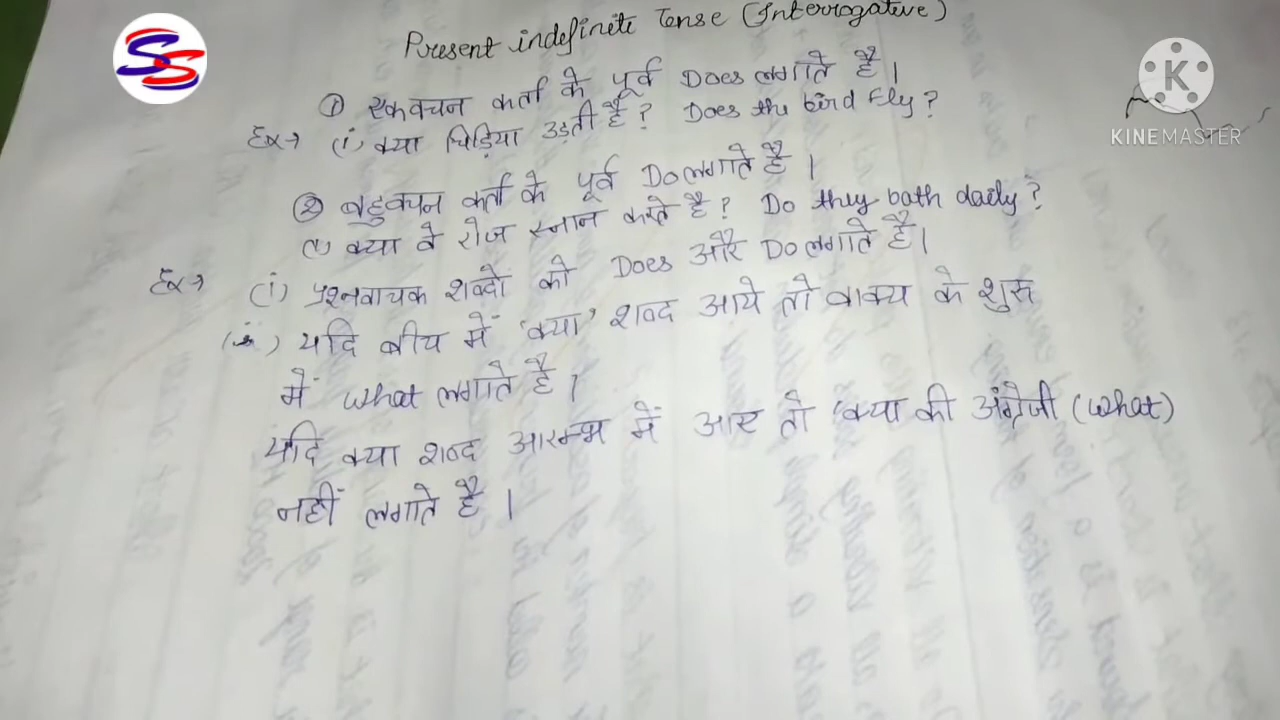 Present indefinite Tense (Interrogative)
① एकवचन कर्ता के पूर्व Does लगाते है।
Ex→ (i) क्या चिड़िया उड़ती है? Does the bird fly?
② बहुवचन कर्ता के पूर्व Do लगाते है।
(i) क्या वे रोज स्नान करते है? Do they bath daily?
Ex→ (i) प्रश्नवाचक शब्दो को Does और Do लगाते है।
यदि बीच में 'क्या' शब्द आये तो वाक्य के शुरू
में what लगाते है।
यदि क्या शब्द आरम्भ में आए तो 'क्या की अंग्रेजी (what)
नहीं लगाते है।
SS
K
KINEMASTER